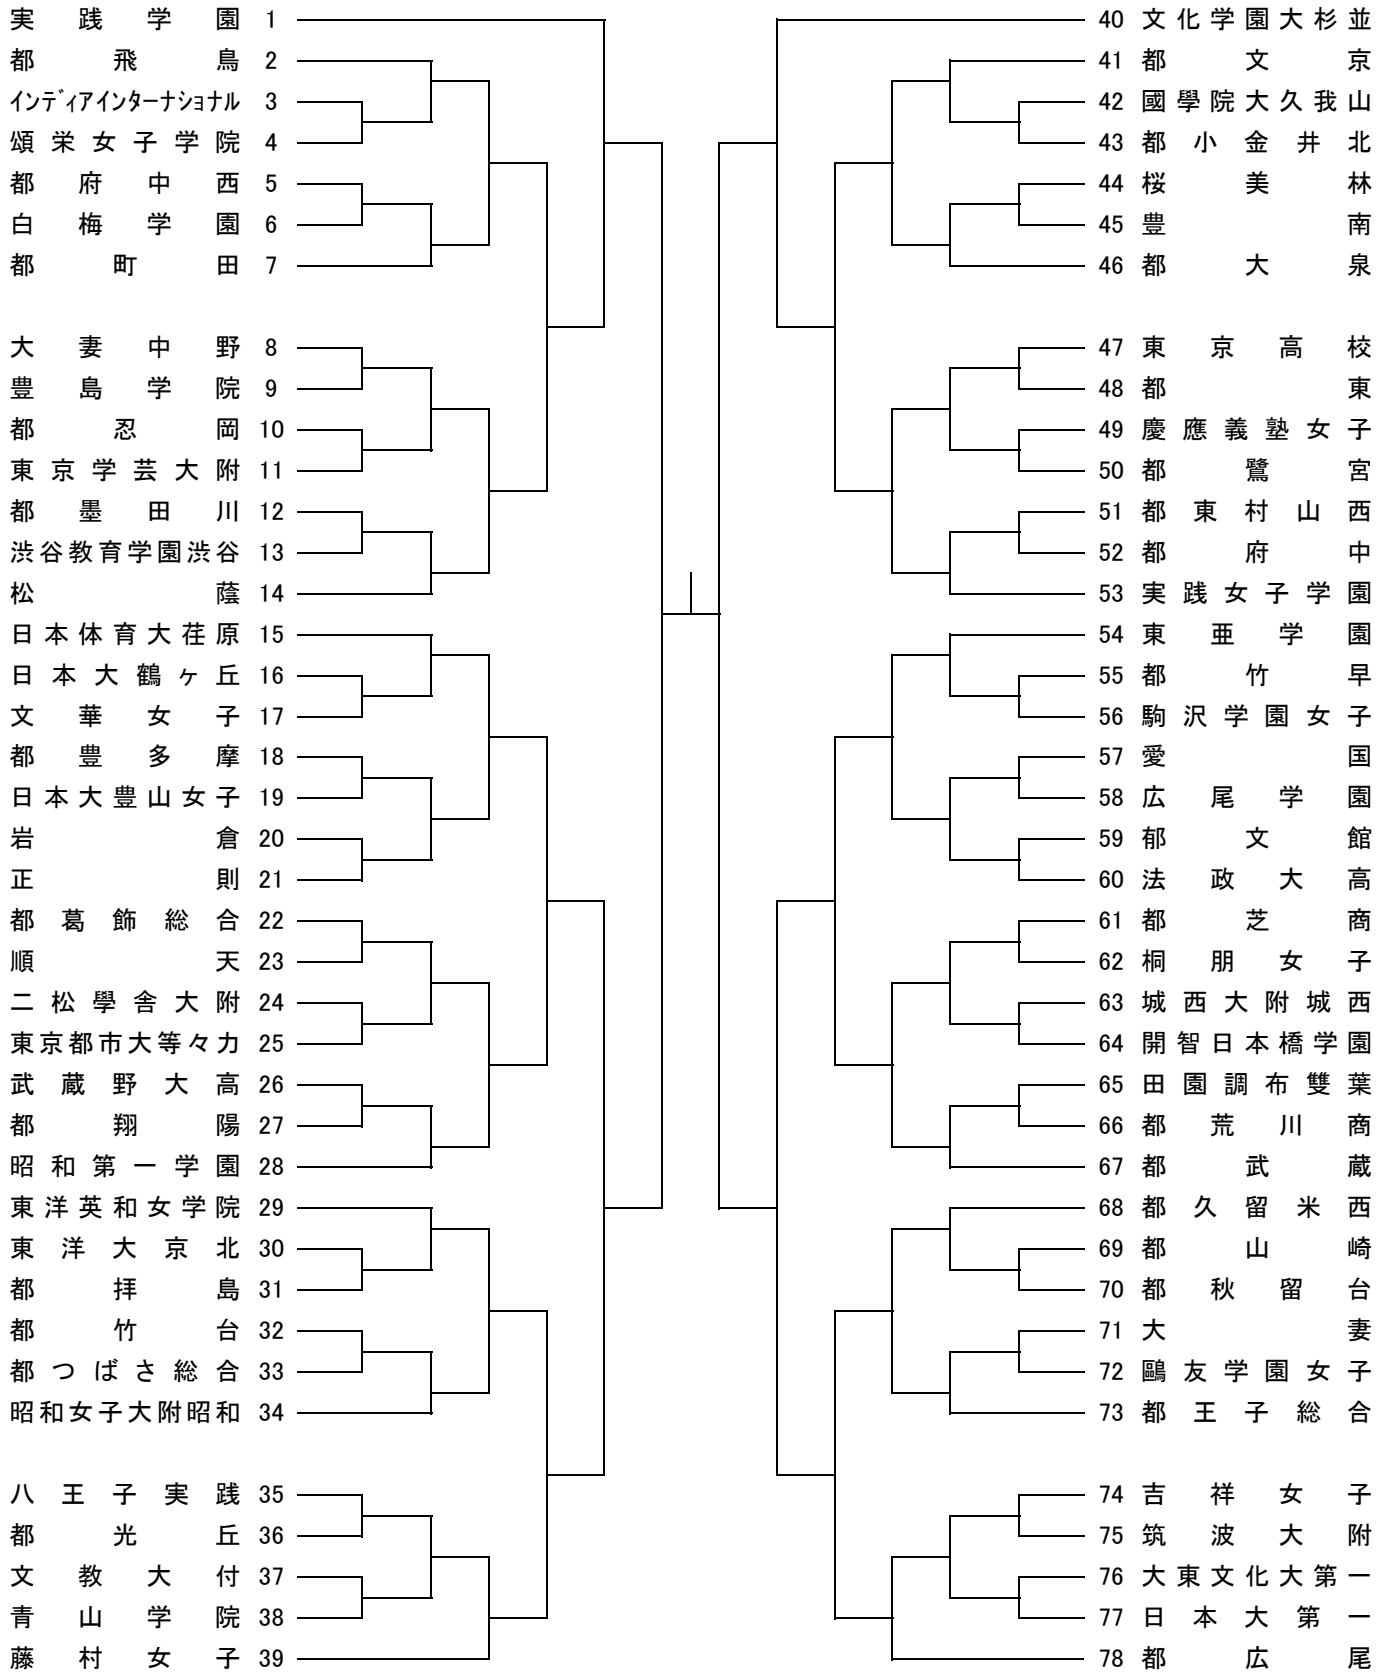 実践学園 1
都飛鳥 2
インディアインターナショナル 3
頌栄女子学院 4
都府中西 5
白梅学園 6
都町田 7
大妻中野 8
豊島学院 9
都忍岡 10
東京学芸大附 11
都墨田川 12
渋谷教育学園渋谷 13
松蔭 14
日本体育大荏原 15
日本大鶴ヶ丘 16
文華女子 17
都豊多摩 18
日本大豊山女子 19
岩倉 20
正則 21
都葛飾総合 22
順天 23
二松學舎大附 24
東京都市大等々力 25
武蔵野大高 26
都翔陽 27
昭和第一学園 28
東洋英和女学院 29
東洋大京北 30
都拝島 31
都竹台 32
都つばさ総合 33
昭和女子大附昭和 34
八王子実践 35
都光丘 36
文教大付 37
青山学院 38
藤村女子 39
40 文化学園大杉並
41 都文京
42 國學院大久我山
43 都小金井北
44 桜美林
45 豊南
46 都大泉
47 東京高校
48 都東
49 慶應義塾女子
50 都鷺宮
51 都東村山西
52 都府中
53 実践女子学園
54 東亜学園
55 都竹早
56 駒沢学園女子
57 愛国
58 広尾学園
59 郁文館
60 法政大高
61 都芝商
62 桐朋女子
63 城西大附城西
64 開智日本橋学園
65 田園調布雙葉
66 都荒川商
67 都武蔵
68 都久留米西
69 都山崎
70 都秋留台
71 大妻
72 鷗友学園女子
73 都王子総合
74 吉祥女子
75 筑波大附
76 大東文化大第一
77 日本大第一
78 都広尾